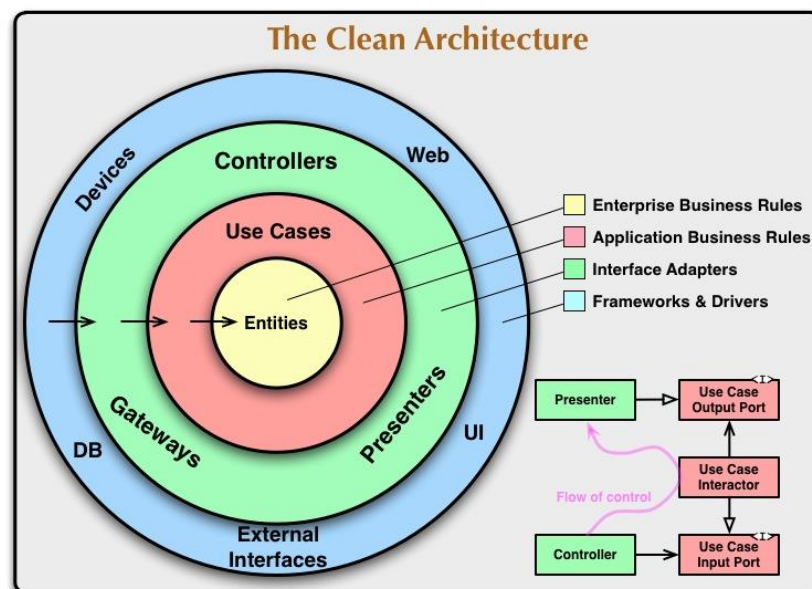 The Clean Architecture
Devices
Web
Controllers
Use Cases
Entities
Gateways
Presenters
DB
UI
External
Interfaces
Enterprise Business Rules
Application Business Rules
Interface Adapters
Frameworks & Drivers
Presenter
<I>
Use Case
Output Port
Use Case
Interactor
Flow of control
Controller
<I>
Use Case
Input Port